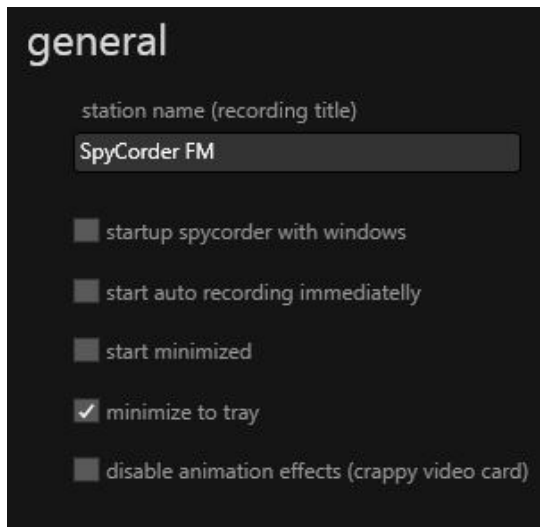 general
station name (recording title)
SpyCorder FM
startup spycorder with windows
start auto recording immediatelly
start minimized
minimize to tray
disable animation effects (crappy video card)